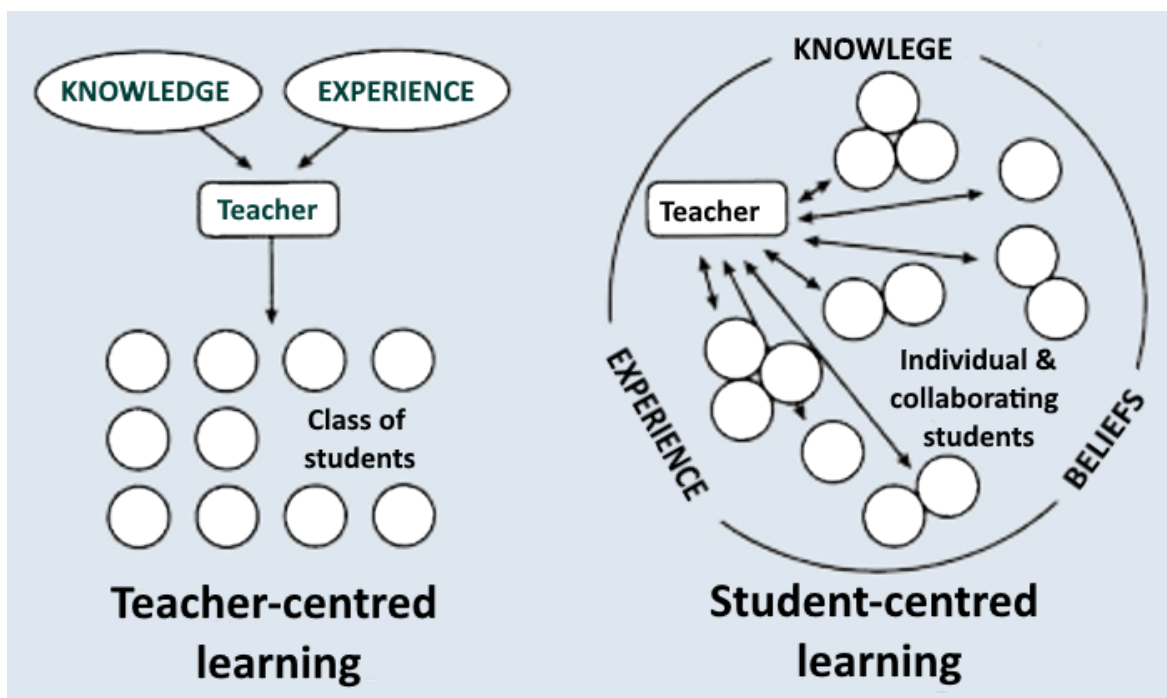 KNOWLEDGE
EXPERIENCE
Teacher
Class of
students
Teacher-centred
learning
KNOWLEGE
Teacher
Individual &
collaborating
students
EXPERIENCE
BELIEFS
Student-centred
learning